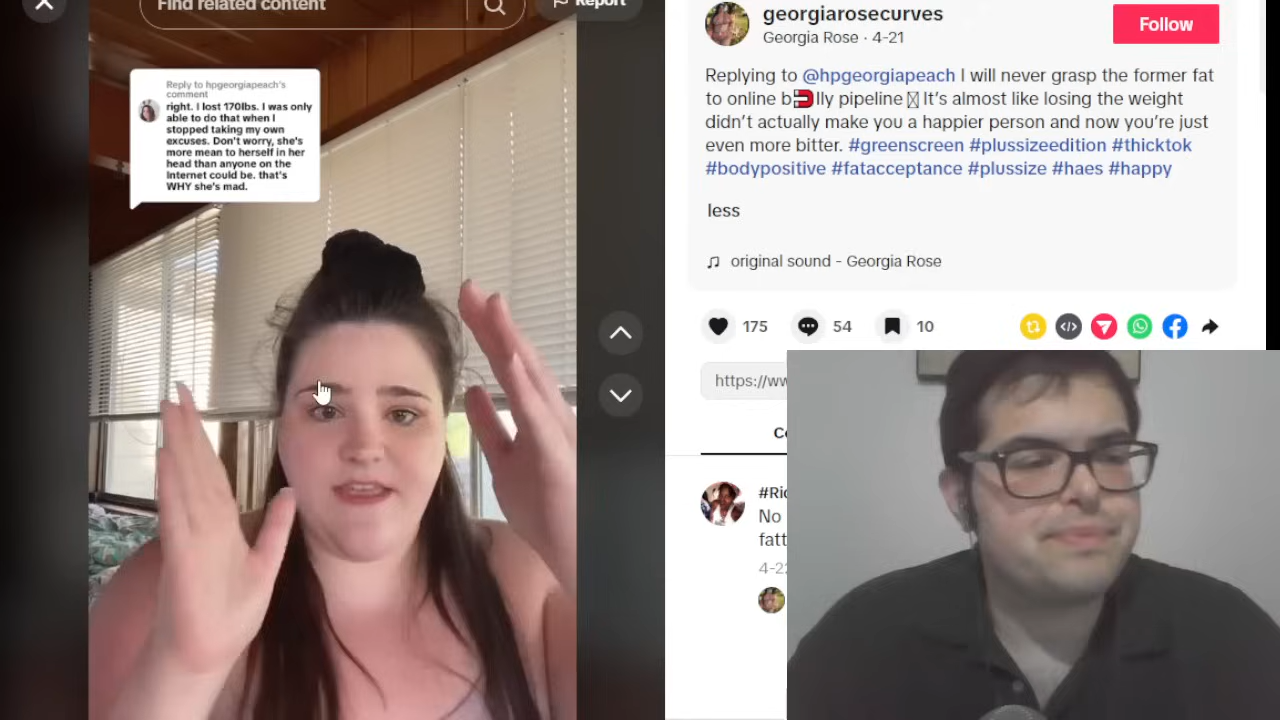 Find related content
Report
Reply to hpgeorgiapeach's
comment
right. I lost 170lbs. I was only
able to do that when I
stopped taking my own
excuses. Don't worry, she's
more mean to herself in her
head than anyone on the
Internet could be. that's
WHY she's mad.
georgiarosecurves
Georgia Rose · 4-21
Follow
Replying to @hpgeorgiapeach I will never grasp the former fat
to online b🧲lly pipeline It's almost like losing the weight
didn't actually make you a happier person and now you're just
even more bitter. #greenscreen #plussizeedition #thicktok
#bodypositive #fatacceptance #plussize #haes #happy
less
♫ original sound - Georgia Rose
175
54
10
https://ww
No
fatt
4-22